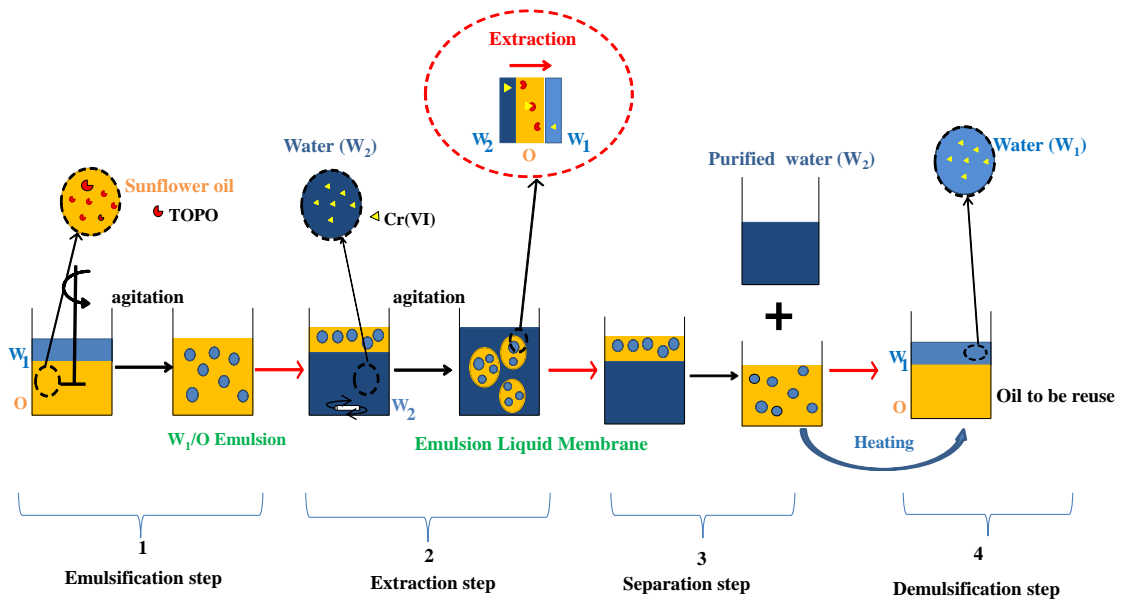 Extraction
W2
O
W1
Sunflower oil
TOPO
Water (W2)
Cr(VI)
Purified water (W2)
Water (W1)
agitation
agitation
W1
O
W2
W1
O
Oil to be reuse
W1/O Emulsion
Emulsion Liquid Membrane
+
Heating
1
Emulsification step
2
Extraction step
3
Separation step
4
Demulsification step